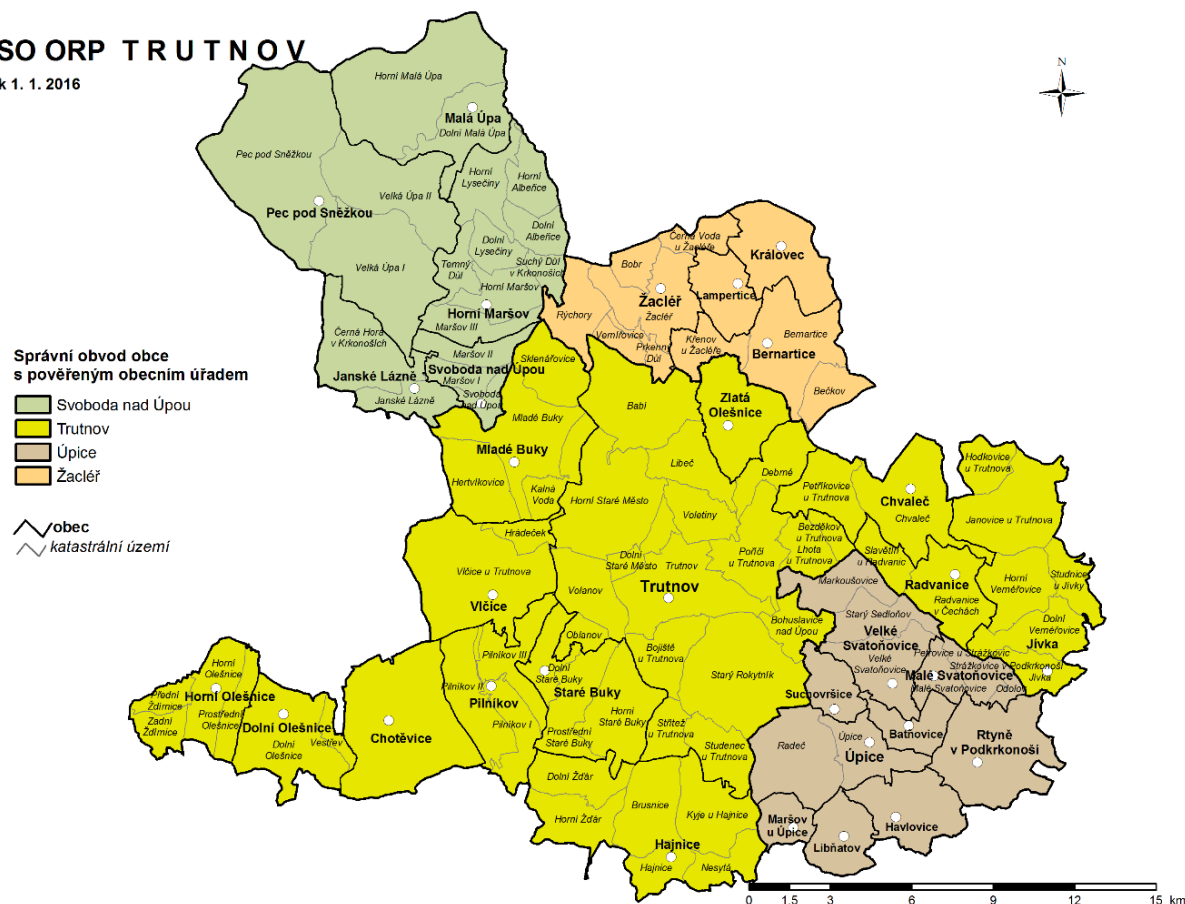 SO ORP T R U T N O V
k 1. 1. 2016
N
Horní Malá Úpa
Malá Úpa
Dolní Malá Úpa
Pec pod Sněžkou
Horní
Lysečiny
Horní
Albeřice
Velká Úpa II
Pec pod Sněžkou
Dolní
Albeřice
Dolní
Lysečiny
Velká Úpa I
Temný
Důl
Suchý Důl
v Krkonoších
Horní Maršov
Horní Maršov
Maršov III
Černá Hora
v Krkonoších
Maršov II
Svoboda nad Úpou
Maršov I
Janské Lázně
Janské Lázně
Svoboda
nad Úpou
Černá Voda
u Žacléře
Královec
Bobr
Žacléř
Žacléř
Lampertice
Rýchory
Vernířovice
Prkenný
Důl
Křenov
u Žacléře
Bernartice
Bernartice
Bečkov
Správní obvod obce
s pověřeným obecním úřadem
Svoboda nad Úpou
Trutnov
Úpice
Žacléř
obec
katastrální území
Sklenářovice
Mladé Buky
Mladé Buky
Hertvíkovice
Kalná
Voda
Babí
Zlatá
Olešnice
Libeč
Debrné
Horní Staré Město
Voletiny
Petříkovice
u Trutnova
Chvaleč
Chvaleč
Hodkovice
u Trutnova
Janovice u Trutnova
Hrádeček
Vlčice u Trutnova
Vlčice
Dolní
Staré Město
Trutnov
Trutnov
Poříčí
u Trutnova
Bezděkov
u Trutnova
Lhota
u Trutnova
Slavětín
u Radvanic
Radvanice
Radvanice
v Čechách
Horní
Vernéřovice
Studnice
u Jívky
Dolní
Vernéřovice
Jívka
Podkrkonoší
Jívka
Volanov
Markoušovice
Starý Sedloňov
Bohuslavice
nad Úpou
Velké
Svatoňovice
Velké
Svatoňovice
Petrovice u Strážkovic
Strážkovice
Malé Svatoňovice
Malé Svatoňovice
Odolov
Oblanov
Bojiště
u Trutnova
Starý Rokytník
Pilníkov III
Pilníkov II
Pilníkov
Pilníkov I
Dolní
Staré Buky
Staré Buky
Horní
Staré Buky
Prostřední
Staré Buky
Střítež
u Trutnova
Studenec
u Trutnova
Suchovršice
Radeč
Úpice
Úpice
Batňovice
Rtyně
v Podkrkonoší
Horní
Olešnice
Přední
Ždírnice
Horní Olešnice
Zadní
Ždírnice
Prostřední
Olešnice
Dolní Olešnice
Dolní
Olešnice
Vestřev
Chotěvice
Dolní Žďár
Horní Žďár
Brusnice
Kyje u Hajnice
Hajnice
Hajnice
Nesytá
Maršov
u Úpice
Libňatov
Havlovice
0 1,5 3 6 9 12 15 km